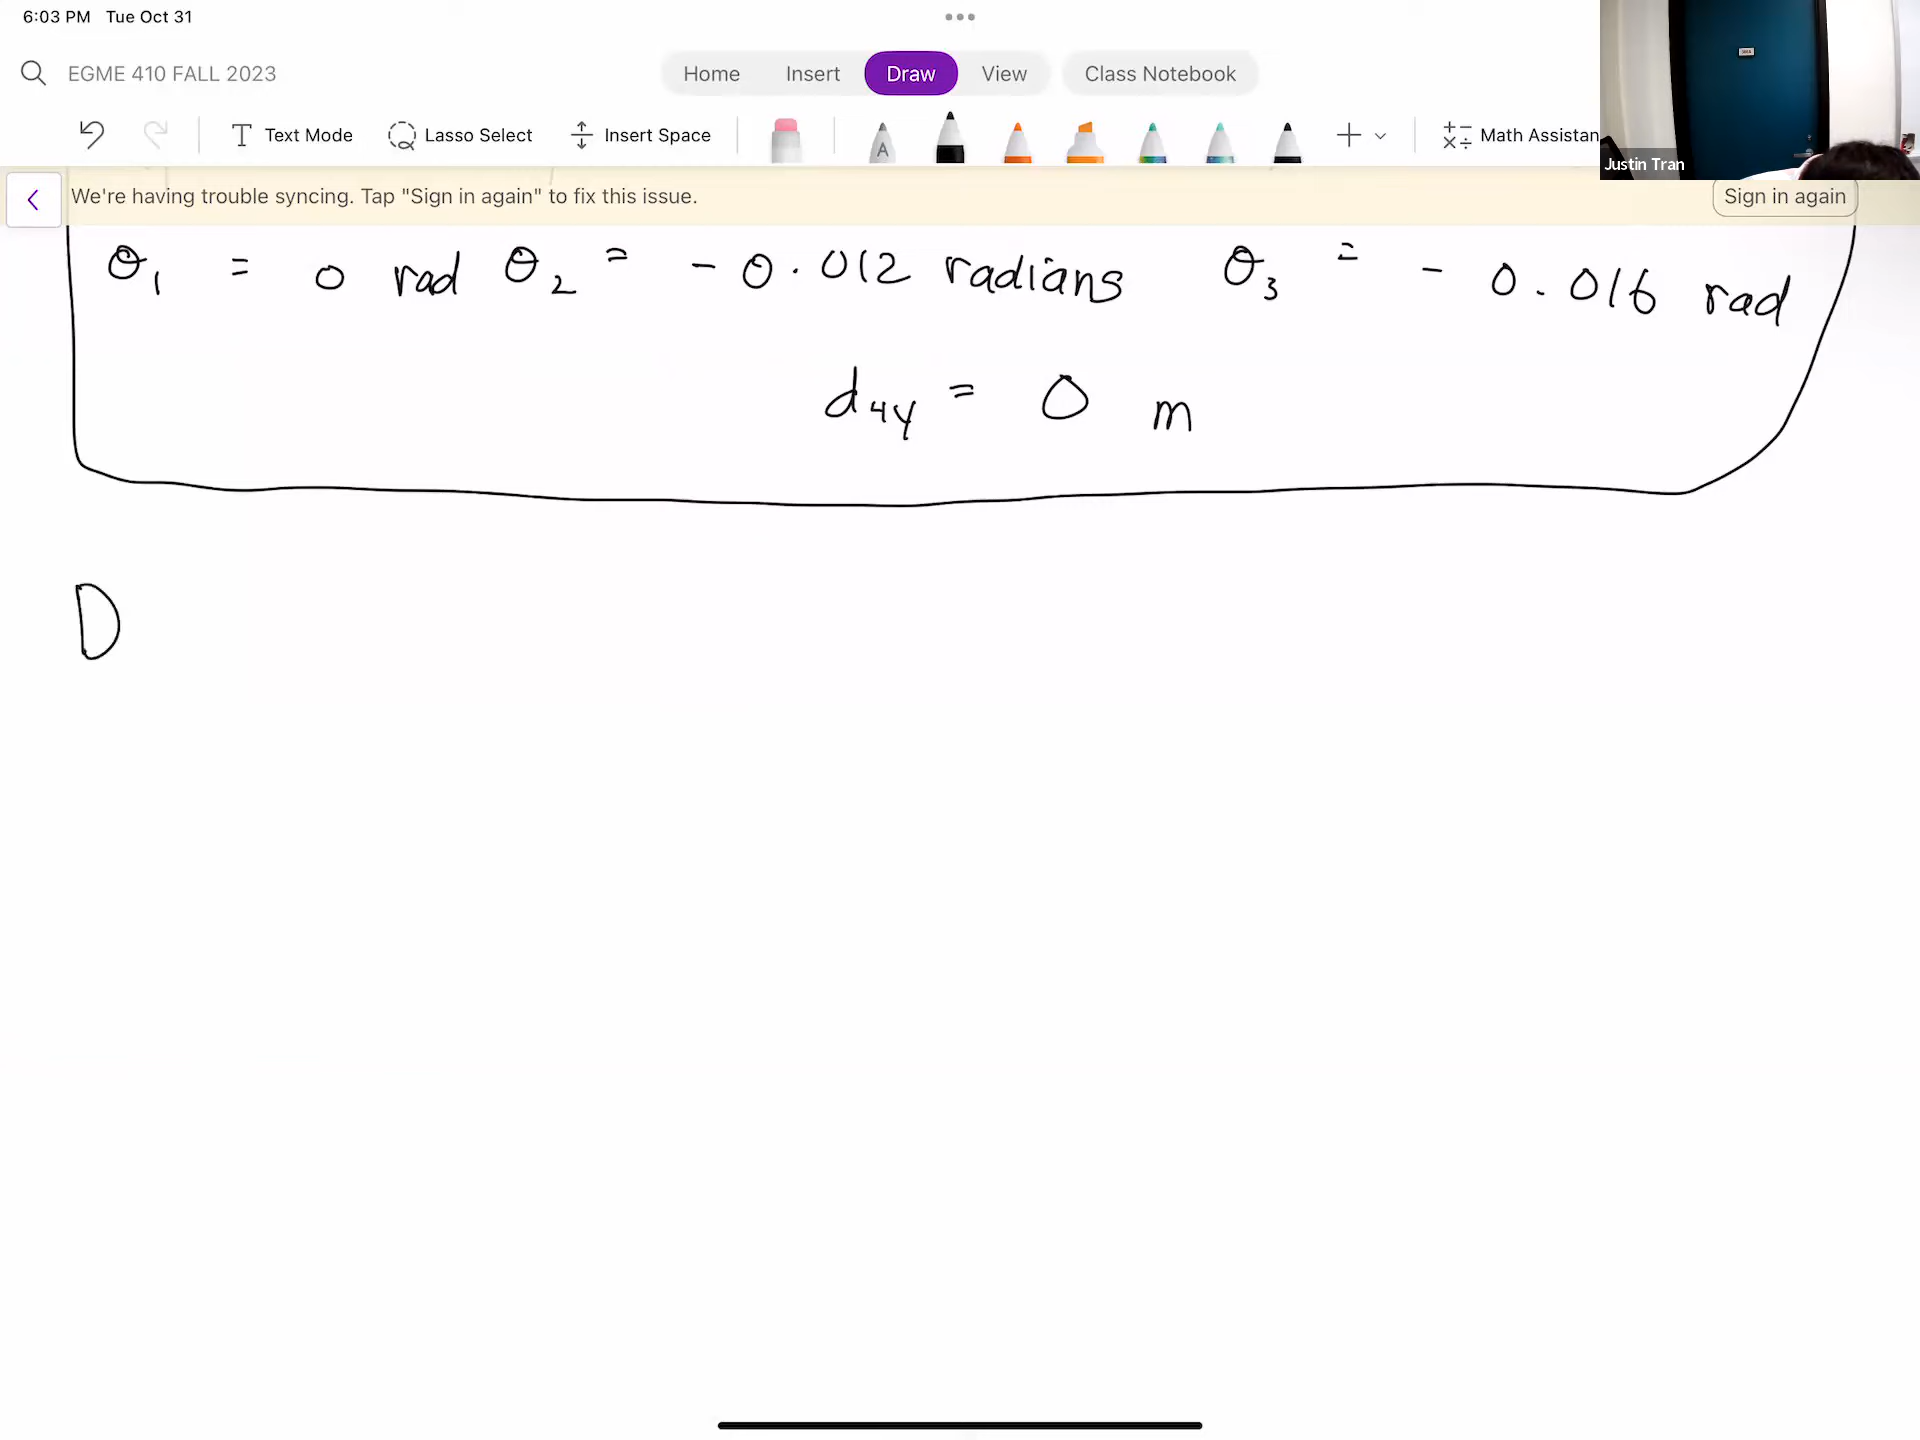 6:03 PM Tue Oct 31
EGME 410 FALL 2023
Home Insert Draw View Class Notebook
T Text Mode Lasso Select Insert Space A Math Assistan
Justin Tran
We're having trouble syncing. Tap "Sign in again" to fix this issue. Sign in again
θ₁ = 0 rad θ₂ = - 0.012 radians θ₃ = - 0.016 rad
d₄y = 0 m
D